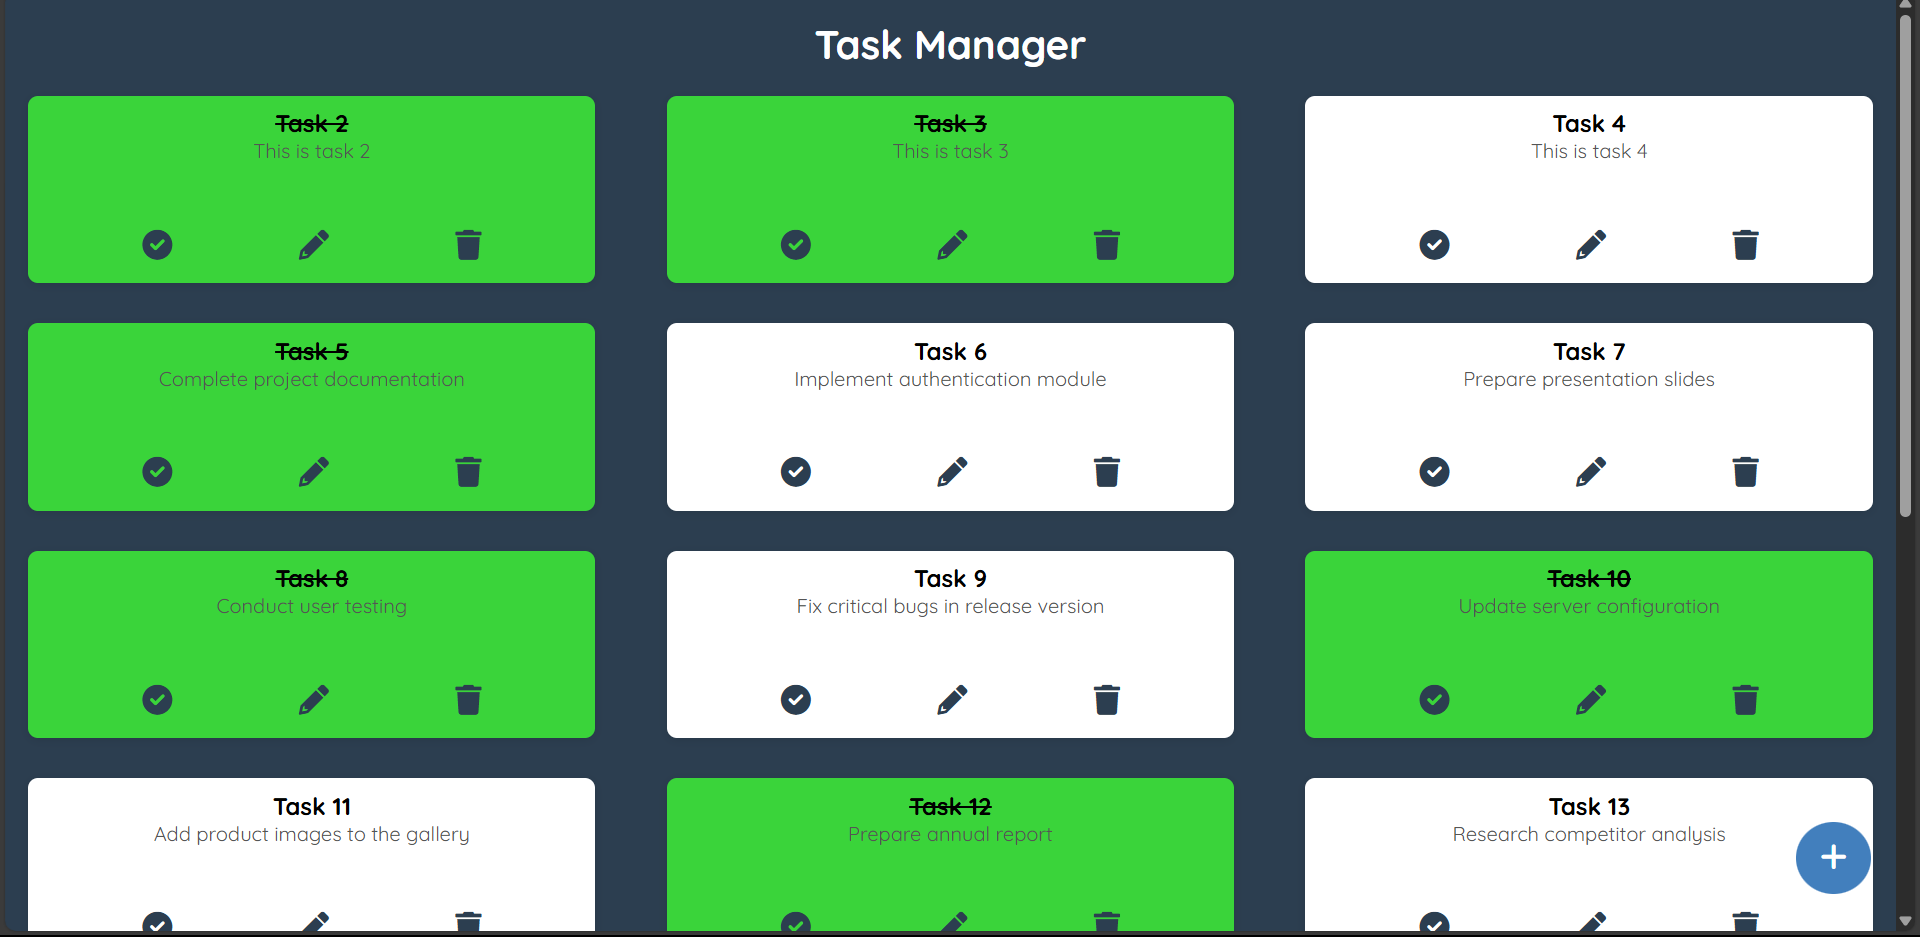 Task Manager
Task 2
This is task 2
Task 3
This is task 3
Task 4
This is task 4
Task 5
Complete project documentation
Task 6
Implement authentication module
Task 7
Prepare presentation slides
Task 8
Conduct user testing
Task 9
Fix critical bugs in release version
Task 10
Update server configuration
Task 11
Add product images to the gallery
Task 12
Prepare annual report
Task 13
Research competitor analysis